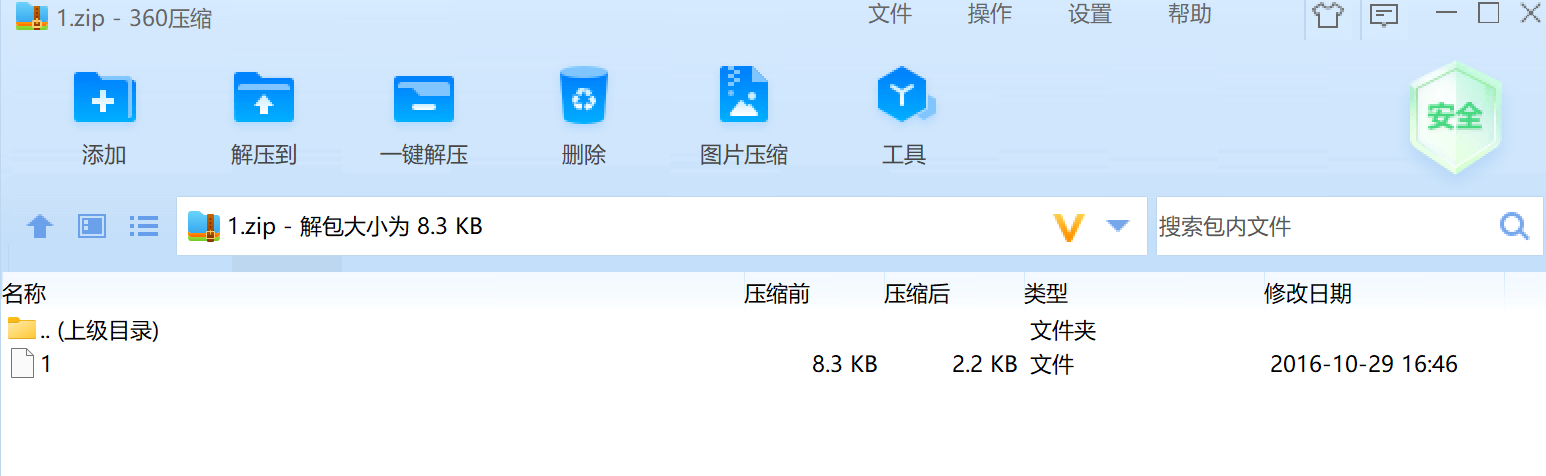 1.zip - 360压缩
文件 操作 设置 帮助
添加 解压到 一键解压 删除 图片压缩 工具
安全
1.zip - 解包大小为 8.3 KB
搜索包内文件
名称 压缩前 压缩后 类型 修改日期
.. (上级目录) 文件夹
1 8.3 KB 2.2 KB 文件 2016-10-29 16:46